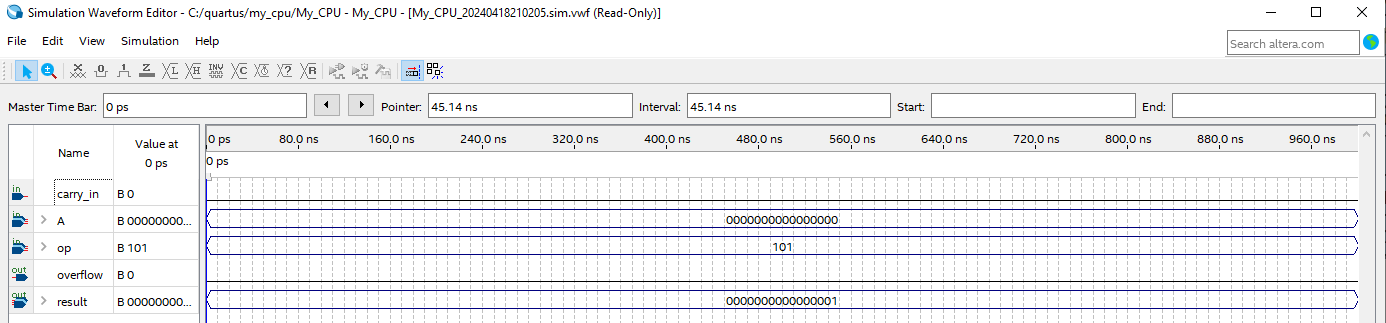 Simulation Waveform Editor - C:/quartus/my_cpu/My_CPU - My_CPU - [My_CPU_20240418210205.sim.vwf (Read-Only)]
File Edit View Simulation Help
Search altera.com
Master Time Bar: 0 ps Pointer: 45.14 ns Interval: 45.14 ns Start: End:
Name Value at 0 ps
0 ps 80.0 ns 160.0 ns 240.0 ns 320.0 ns 400.0 ns 480.0 ns 560.0 ns 640.0 ns 720.0 ns 800.0 ns 880.0 ns 960.0 ns
0 ps
in carry_in B 0
in A B 00000000... 0000000000000000
in op B 101 101
out overflow B 0
out result B 00000000... 0000000000000001